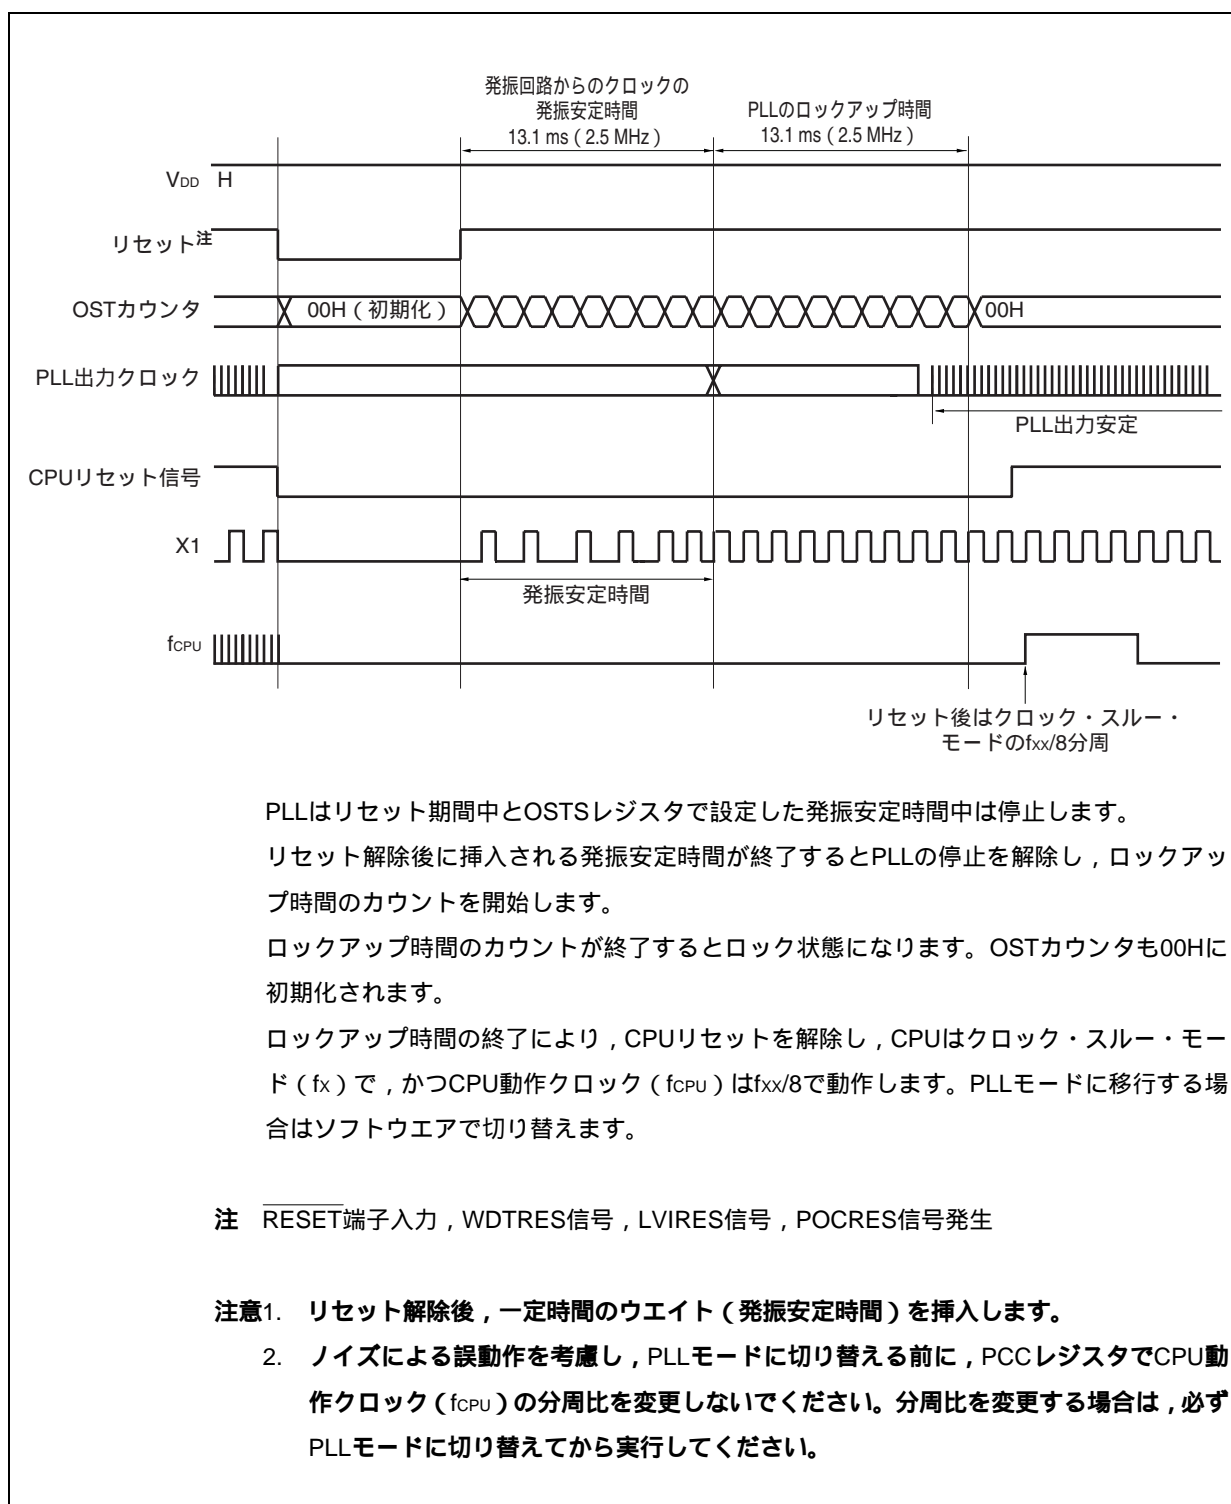 発振回路からのクロックの
発振安定時間
13.1 ms ( 2.5 MHz )
PLLのロックアップ時間
13.1 ms ( 2.5 MHz )
VDD H
リセット注
OSTカウンタ 00H ( 初期化 ) 00H
PLL出力クロック
PLL出力安定
CPUリセット信号
X1
発振安定時間
fCPU
リセット後はクロック・スルー・
モードのfxx/8分周
PLLはリセット期間中とOSTSレジスタで設定した発振安定時間中は停止します。
リセット解除後に挿入される発振安定時間が終了するとPLLの停止を解除し，ロックアッ
プ時間のカウントを開始します。
ロックアップ時間のカウントが終了するとロック状態になります。OSTカウンタも00Hに
初期化されます。
ロックアップ時間の終了により，CPUリセットを解除し，CPUはクロック・スルー・モー
ド ( fX ) で，かつCPU動作クロック ( fCPU ) はfXX/8で動作します。PLLモードに移行する場
合はソフトウエアで切り替えます。
注 RESET端子入力，WDTRES信号，LVIRES信号，POCRES信号発生
注意1. リセット解除後，一定時間のウエイト ( 発振安定時間 ) を挿入します。
2. ノイズによる誤動作を考慮し，PLLモードに切り替える前に，PCCレジスタでCPU動
作クロック ( fCPU ) の分周比を変更しないでください。分周比を変更する場合は，必ず
PLLモードに切り替えてから実行してください。